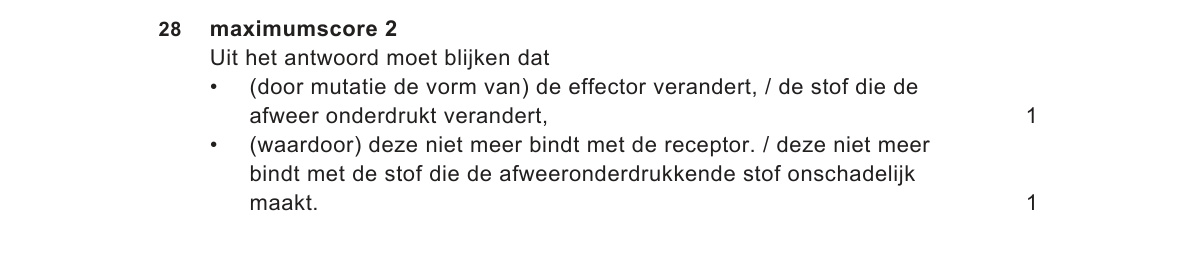 28 maximumscore 2
Uit het antwoord moet blijken dat
• (door mutatie de vorm van) de effector verandert, / de stof die de
afweer onderdrukt verandert, 1
• (waardoor) deze niet meer bindt met de receptor. / deze niet meer
bindt met de stof die de afweeronderdrukkende stof onschadelijk
maakt. 1